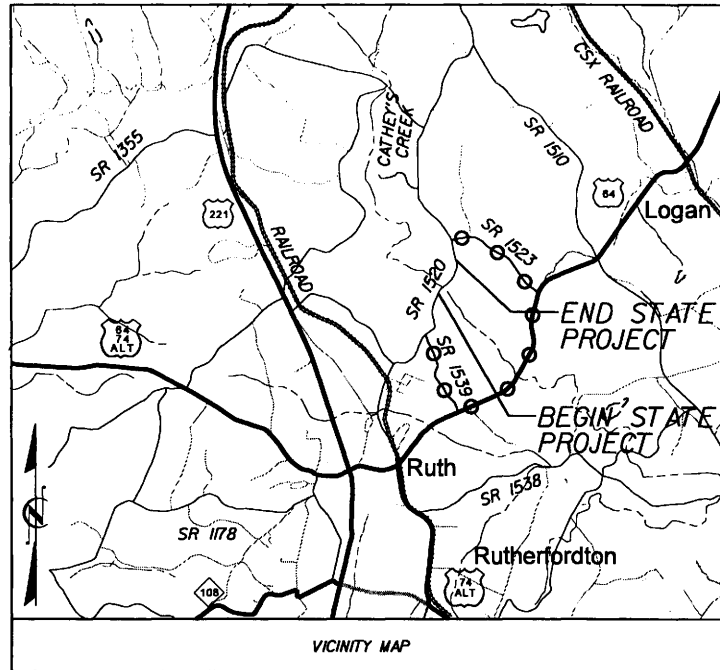 SR 1355
221
RAILROAD
CATHEY'S
CREEK
CSX RAILROAD
SR 1510
64
Logan
SR 1523
SR 1520
END STATE
PROJECT
64
74
ALT
SR 1539
BEGIN STATE
PROJECT
Ruth
SR 1538
SR 1178
Rutherfordton
74
ALT
108
VICINITY MAP